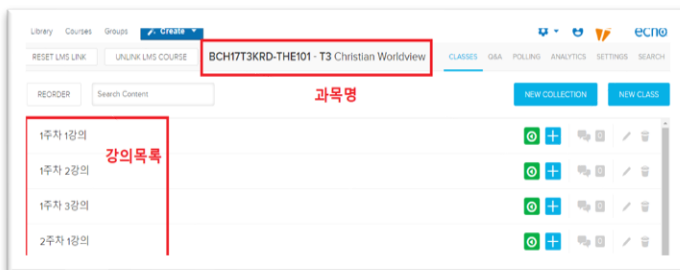 Library Courses Groups Create echo
RESET LMS LINK UNLINK LMS COURSE BCH17T3KRD-THE101 - T3 Christian Worldview CLASSES Q&A POLLING ANALYTICS SETTINGS SEARCH
과목명
REORDER Search Content NEW COLLECTION NEW CLASS
1주차 1강의
강의목록
1주차 2강의
1주차 3강의
2주차 1강의